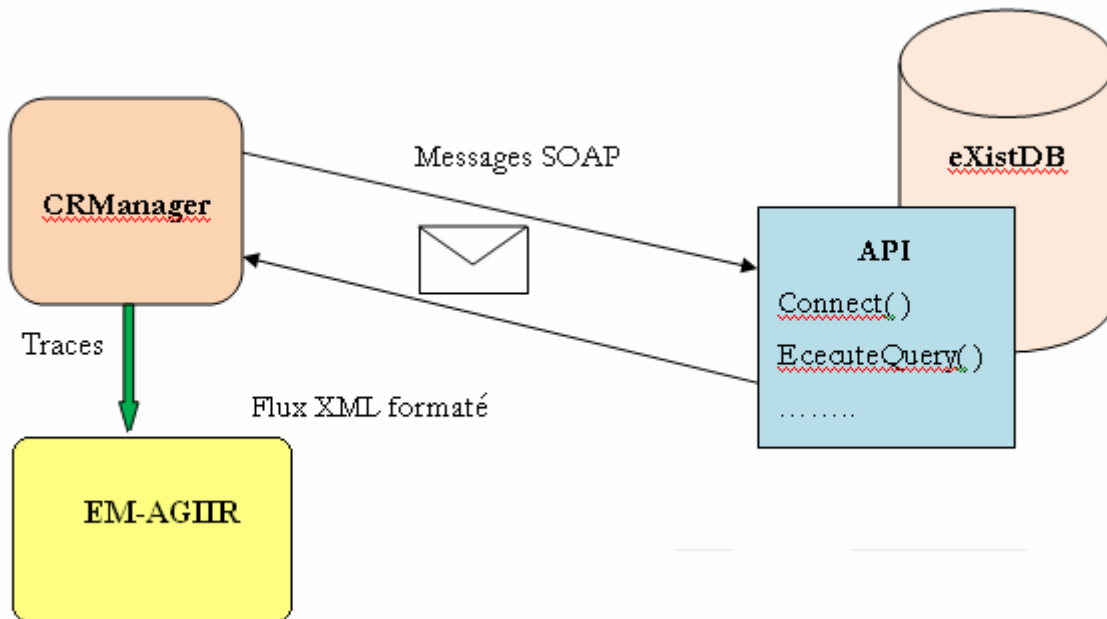 Messages SOAP
eXistDB
CRManager
API
Connect()
EcecuteQuery()
........
Traces
Flux XML formaté
EM-AGIIR